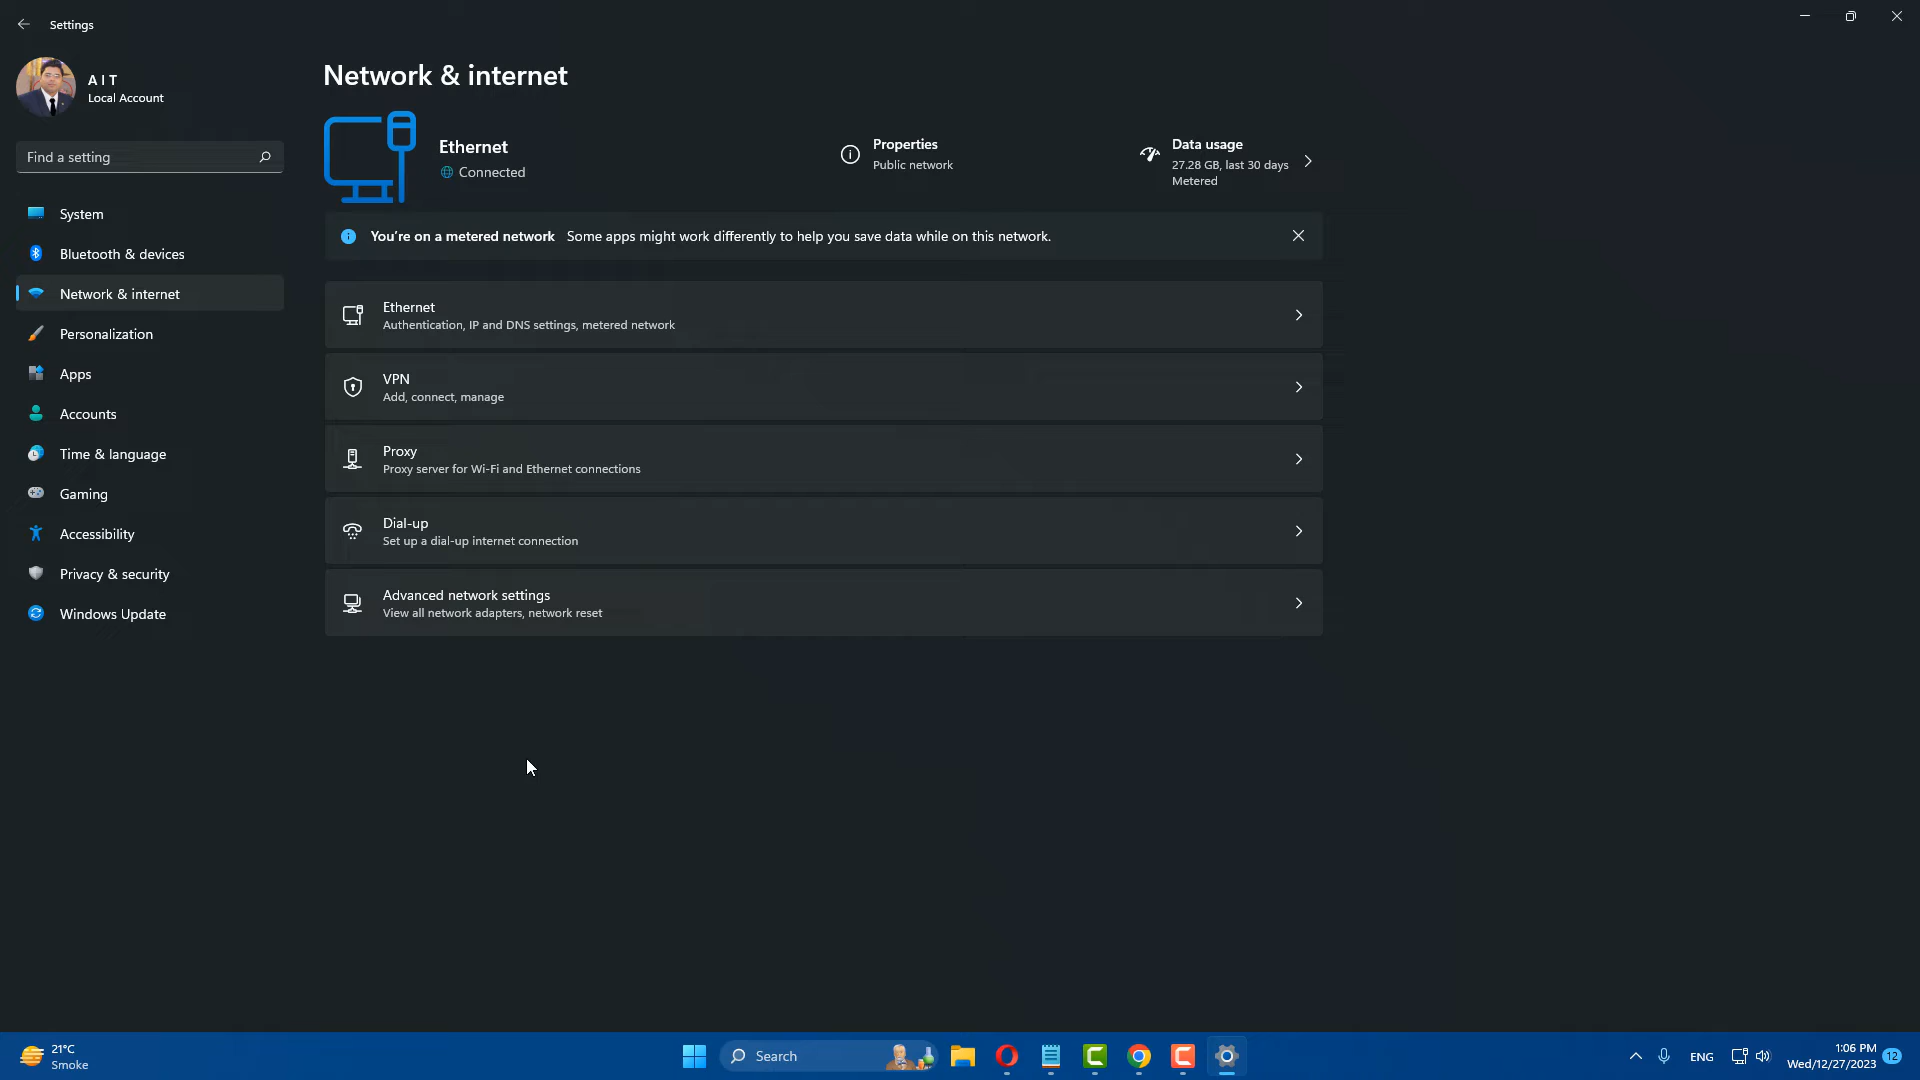 Settings
A I T
Local Account
Find a setting
System
Bluetooth & devices
Network & internet
Personalization
Apps
Accounts
Time & language
Gaming
Accessibility
Privacy & security
Windows Update
Network & internet
Ethernet
Connected
Properties
Public network
Data usage
27.28 GB, last 30 days
Metered
You're on a metered network Some apps might work differently to help you save data while on this network.
Ethernet
Authentication, IP and DNS settings, metered network
VPN
Add, connect, manage
Proxy
Proxy server for Wi-Fi and Ethernet connections
Dial-up
Set up a dial-up internet connection
Advanced network settings
View all network adapters, network reset
21°C
Smoke
Search
ENG
1:06 PM
Wed/12/27/2023
12